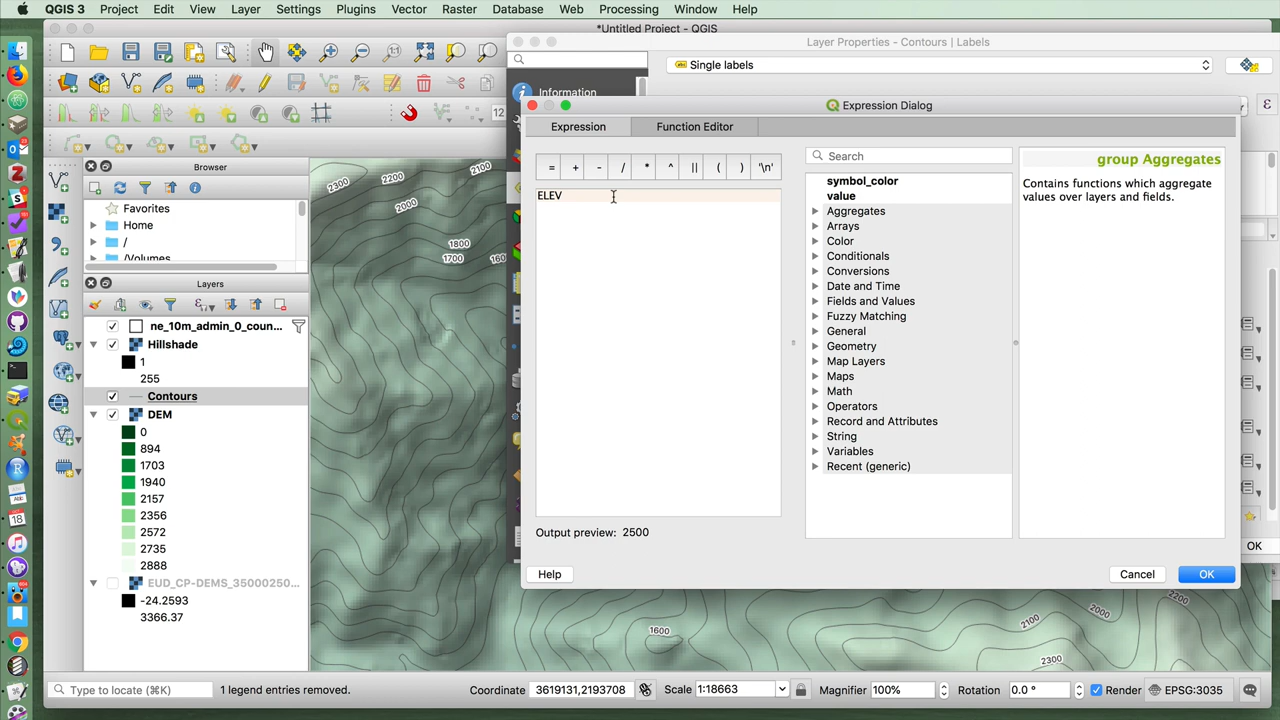 QGIS 3 Project Edit View Layer Settings Plugins Vector Raster Database Web Processing Window Help
*Untitled Project - QGIS
Layer Properties - Contours | Labels
Single labels
Information
Expression Dialog
Expression Function Editor
= + - / * ^ || ( ) '\n'
Search
group Aggregates
Contains functions which aggregate
values over layers and fields.
ELEV
symbol_color
value
Aggregates
Arrays
Color
Conditionals
Conversions
Date and Time
Fields and Values
Fuzzy Matching
General
Geometry
Map Layers
Maps
Math
Operators
Record and Attributes
String
Variables
Recent (generic)
Output preview: 2500
Help
Cancel
OK
OK
Browser
Favorites
Home
/
/Volumes
Layers
ne_10m_admin_0_coun...
Hillshade
1
255
Contours
DEM
0
894
1703
1940
2157
2356
2572
2735
2888
EUD_CP-DEMS_35000250...
-24.2593
3366.37
2300
2200
2100
2000
1800
1700
160
1600
2100
2000
2200
2300
Type to locate (⌘K)
1 legend entries removed.
Coordinate 3619131,2193708
Scale 1:18663
Magnifier 100%
Rotation 0.0 °
Render
EPSG:3035